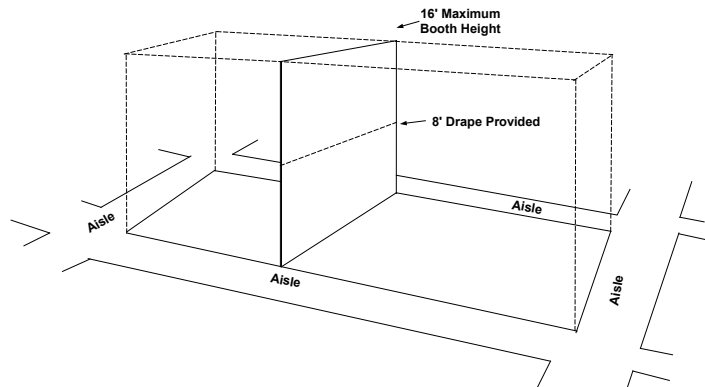 16' Maximum
Booth Height
8' Drape Provided
Aisle
Aisle
Aisle
Aisle